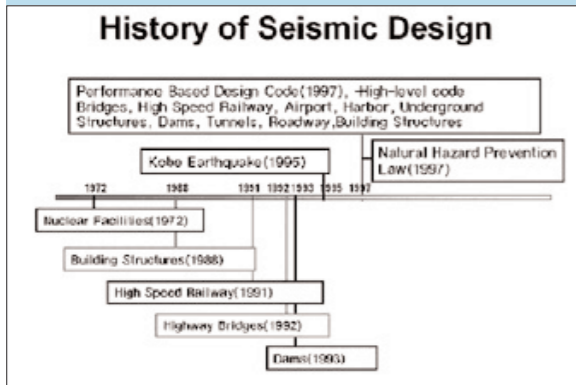 History of Seismic Design
Performance Based Design Code(1997), -High-level code
Bridges, High Speed Railway, Airport, Harbor, Underground
Structures, Dams, Tunnels, Roadway,Building Structures
Kobe Earthquake(1995)
Natural Hazard Prevention
Law(1997)
1972 1988 1991 1992 1993 1995 1997
Nuclear Facilities(1972)
Building Structures(1988)
High Speed Railway(1991)
Highway Bridges(1992)
Dams(1993)